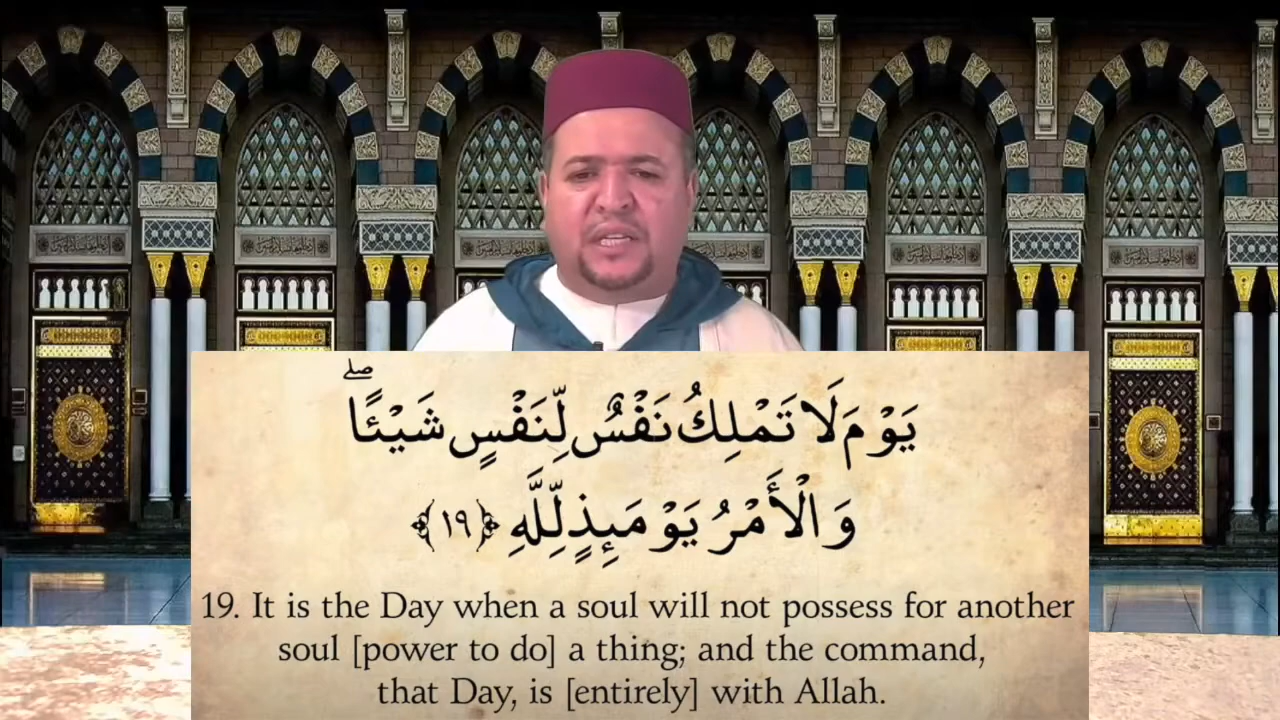 يَوْمَ لَا تَمْلِكُ نَفْسٌ لِّنَفْسٍ شَيْئًا ۖ
وَالْأَمْرُ يَوْمَئِذٍ لِّلَّهِ ﴿١٩﴾
19. It is the Day when a soul will not possess for another
soul [power to do] a thing; and the command,
that Day, is [entirely] with Allah.